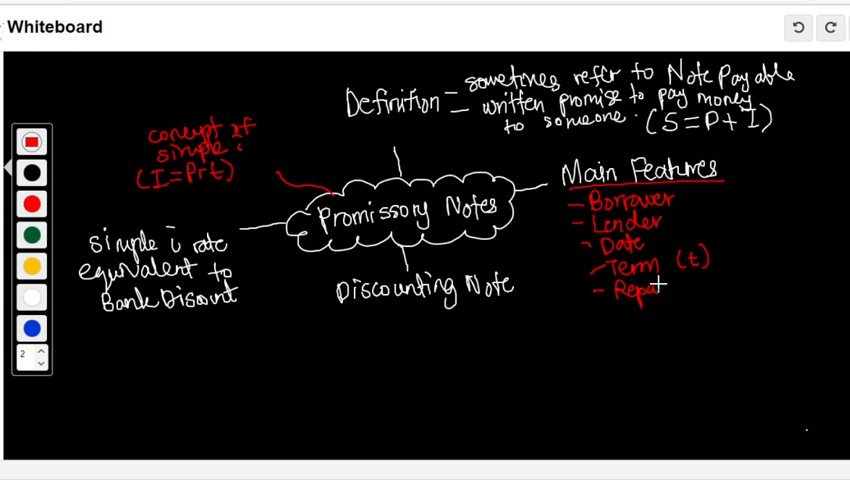 Whiteboard
Definition - sometimes refer to Note Payable
- written promise to pay money
to someone. (S=P+I)
concept of
simple i
(I=Prt)
Promissory Notes
Main Features
- Borrower
- Lender
- Date
- Term (t)
- Repa
simple i rate
equivalent to
Bank Discount
Discounting Note
2